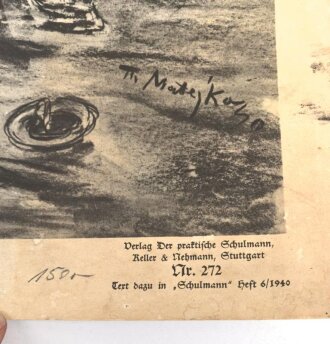 Th. Matejko
Verlag Der praktische Schulmann,
Keller & Nehmann, Stuttgart
Nr. 272
Text dazu in „Schulmann“ Heft 6/1940
150